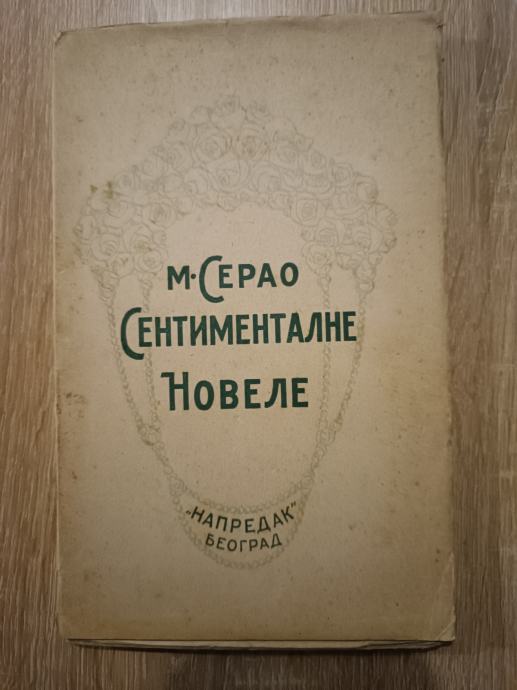 М·СЕРАО
СЕНТИМЕНТАЛНЕ
НОВЕЛЕ
„НАПРЕДАК“
БЕОГРАД